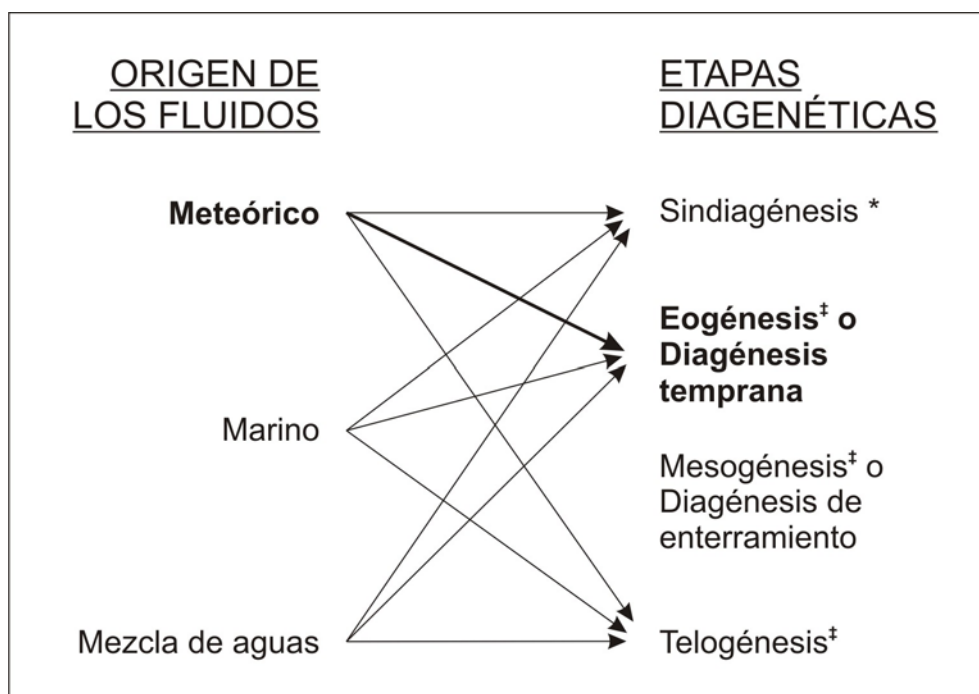 ORIGEN DE
LOS FLUIDOS
ETAPAS
DIAGENÉTICAS
Meteórico
Sindiagénesis *
Eogénesis‡ o
Diagénesis
temprana
Marino
Mesogénesis‡ o
Diagénesis de
enterramiento
Mezcla de aguas
Telogénesis‡